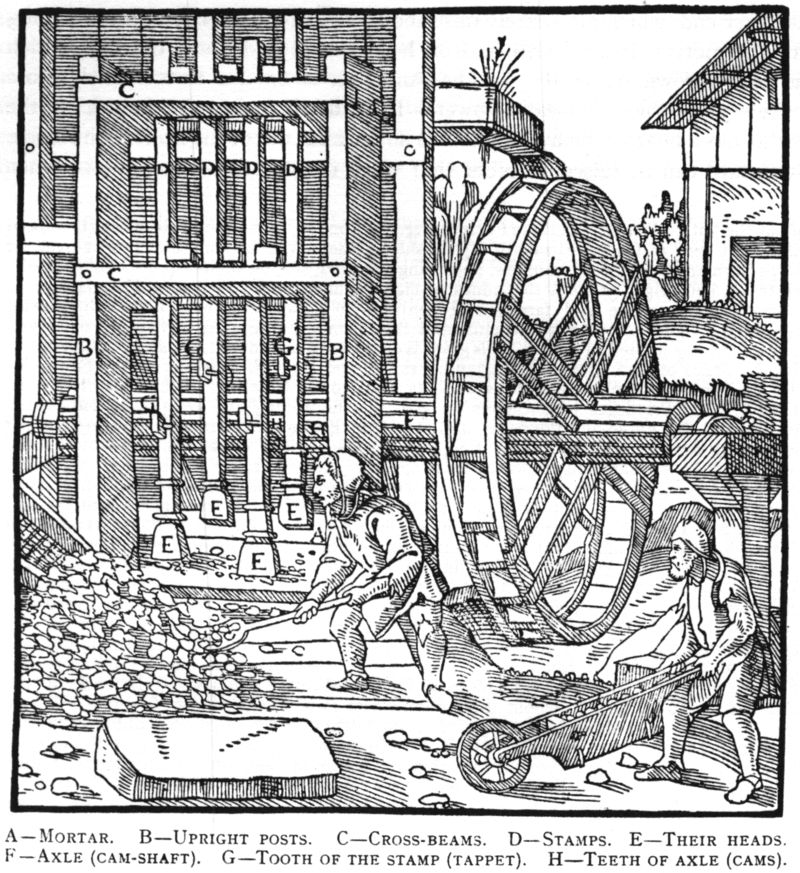 C
C
D D D D
C
B
B
G
G
G
G
H
H
F
E
E
E
E
A
A—MORTAR. B—UPRIGHT POSTS. C—CROSS-BEAMS. D—STAMPS. E—THEIR HEADS.
F—AXLE (CAM-SHAFT). G—TOOTH OF THE STAMP (TAPPET). H—TEETH OF AXLE (CAMS).